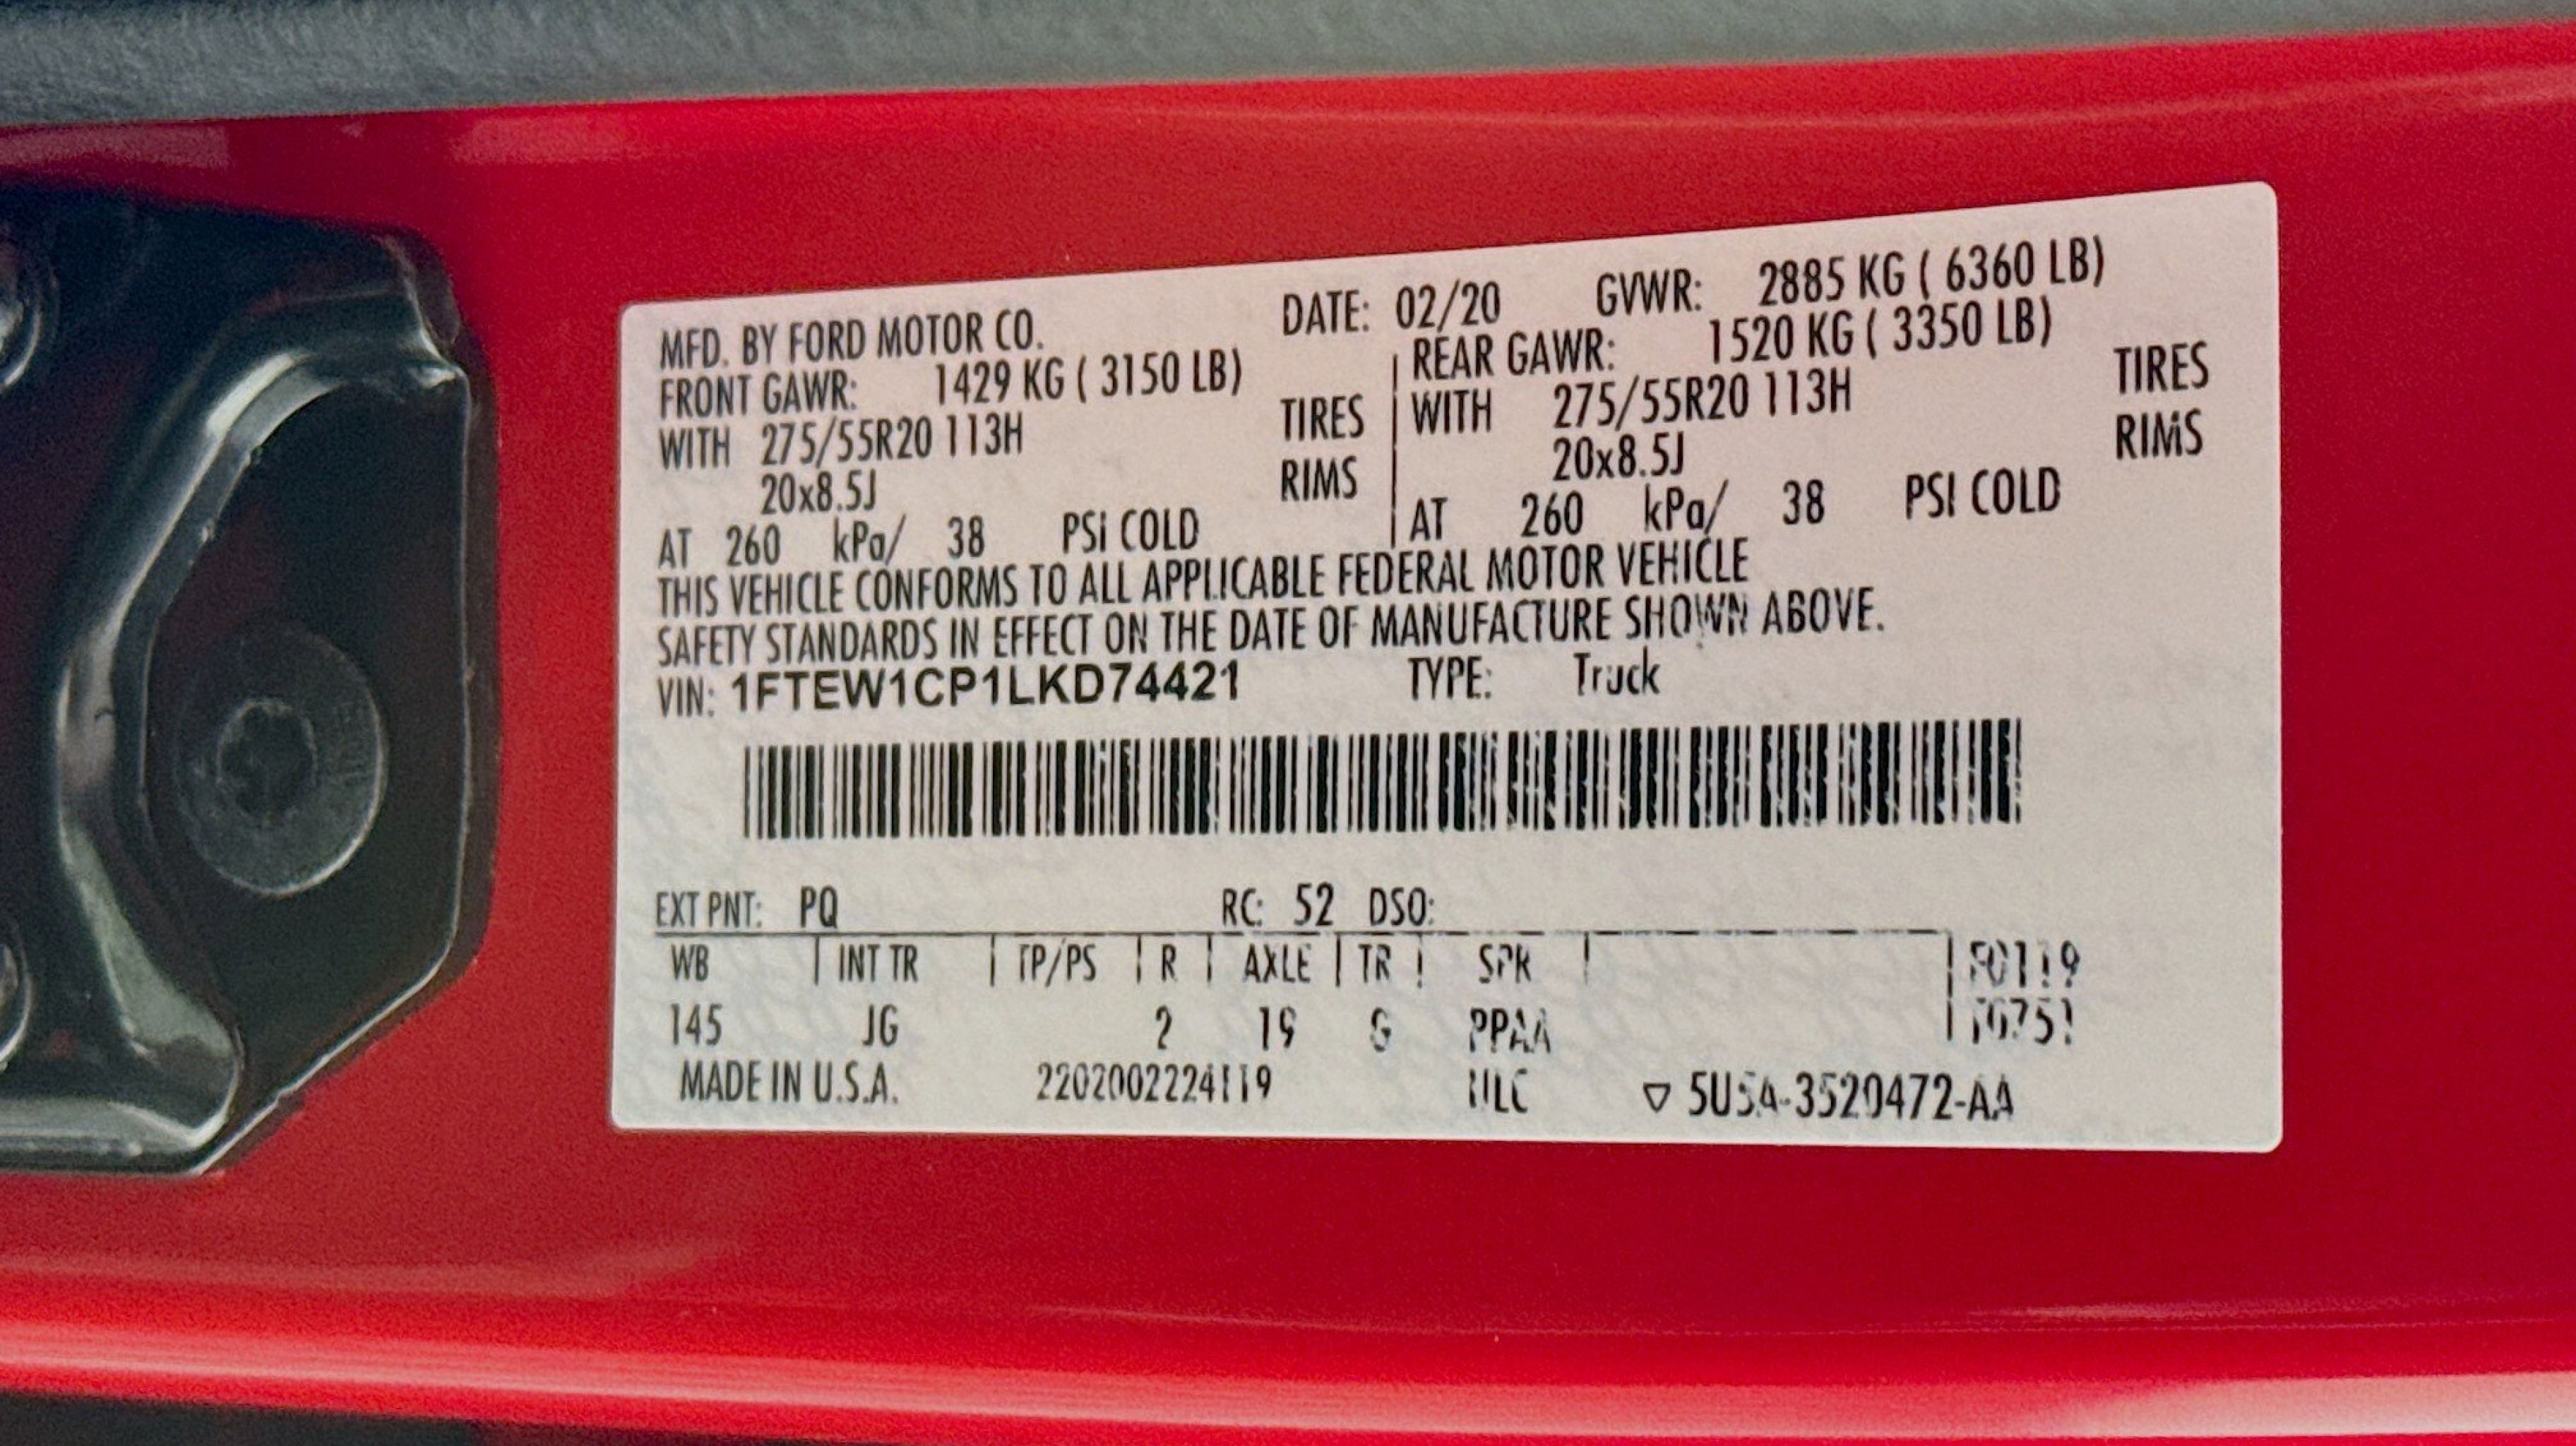 MFD. BY FORD MOTOR CO. DATE: 02/20 GVWR: 2885 KG ( 6360 LB)
FRONT GAWR: 1429 KG ( 3150 LB) REAR GAWR: 1520 KG ( 3350 LB)
WITH 275/55R20 113H TIRES WITH 275/55R20 113H TIRES
20x8.5J RIMS 20x8.5J RIMS
AT 260 kPa/ 38 PSI COLD AT 260 kPa/ 38 PSI COLD
THIS VEHICLE CONFORMS TO ALL APPLICABLE FEDERAL MOTOR VEHICLE
SAFETY STANDARDS IN EFFECT ON THE DATE OF MANUFACTURE SHOWN ABOVE.
VIN: 1FTEW1CP1LKD74421 TYPE: Truck
EXT PNT: PQ RC: 52 DSO:
WB INT TR TP/PS R AXLE TR SPR F0119
145 JG 2 19 G PPAA
MADE IN U.S.A. 2202002224119 ▽ 5U5A-3520472-AA